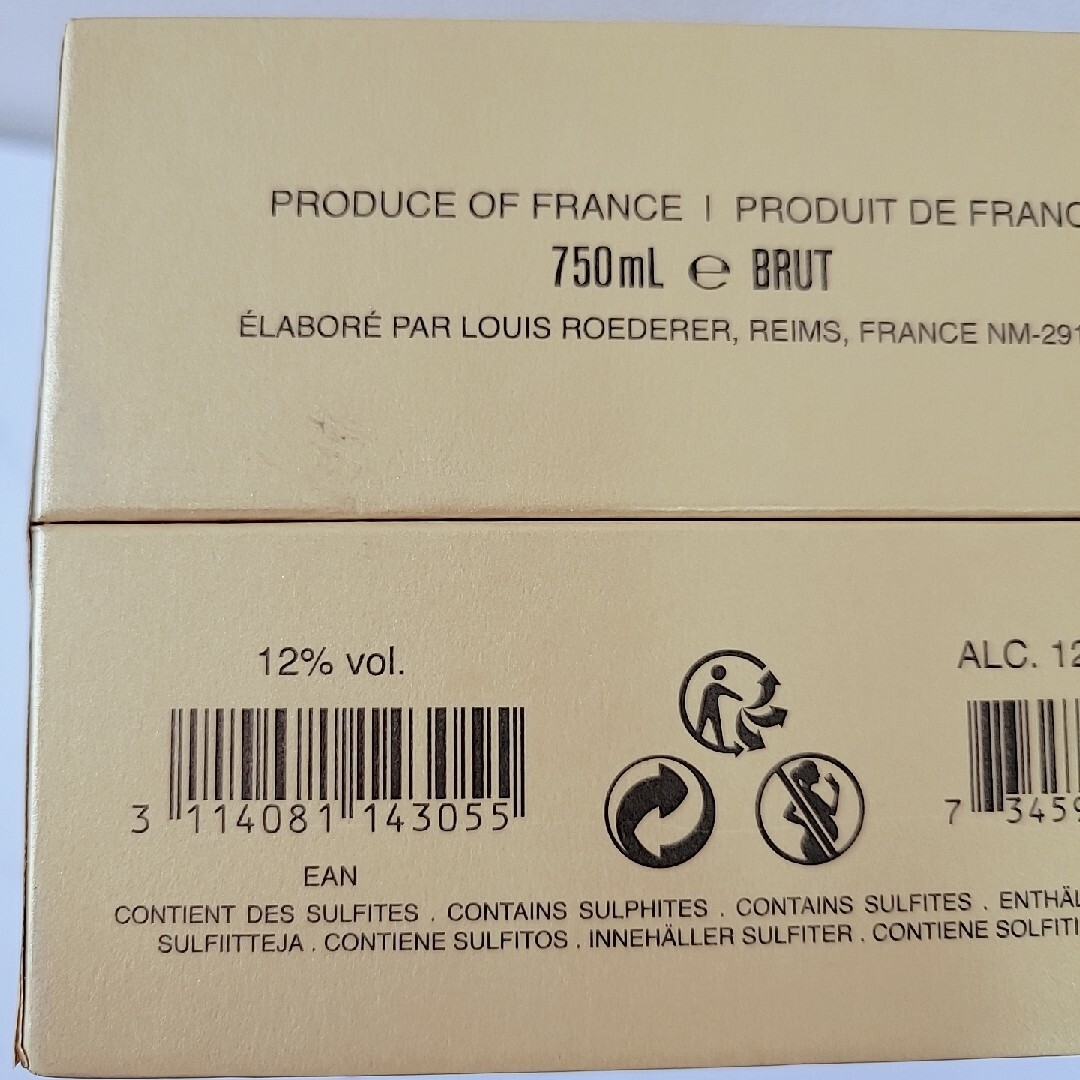 PRODUCE OF FRANCE | PRODUIT DE FRANC
750mL ℮ BRUT
ÉLABORÉ PAR LOUIS ROEDERER, REIMS, FRANCE NM-291
12% vol.
ALC. 12
3 114081 143055
7 3459
EAN
CONTIENT DES SULFITES . CONTAINS SULPHITES . CONTAINS SULFITES . ENTHÄL
SULFIITTEJA . CONTIENE SULFITOS . INNEHÄLLER SULFITER . CONTIENE SOLFITI